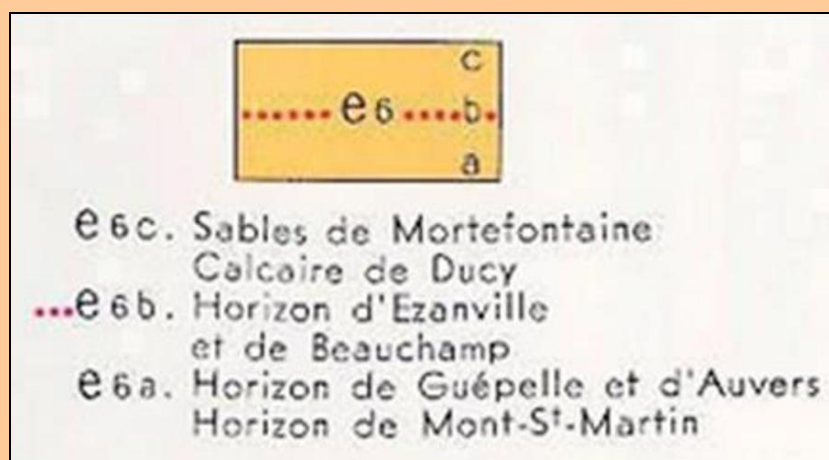 c
...... e6 ....b.
a
e6c. Sables de Mortefontaine
Calcaire de Ducy
...e6b. Horizon d'Ezanville
et de Beauchamp
e6a. Horizon de Guépelle et d'Auvers
Horizon de Mont-St-Martin